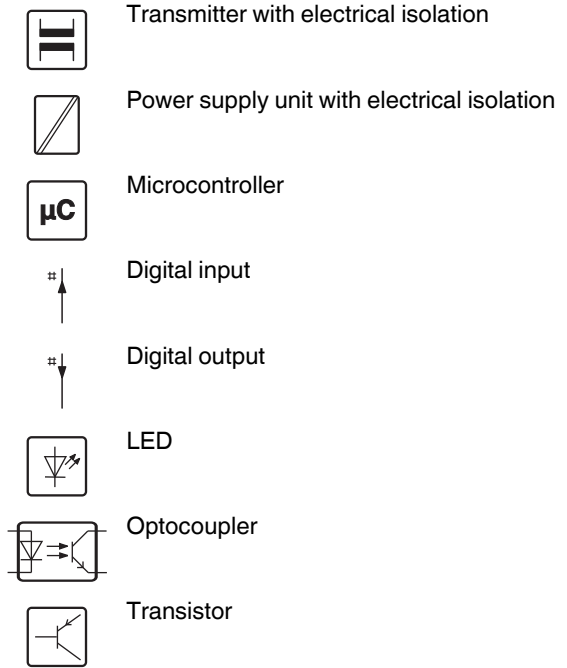 Transmitter with electrical isolation
Power supply unit with electrical isolation
µC
Microcontroller
#
Digital input
#
Digital output
LED
Optocoupler
Transistor